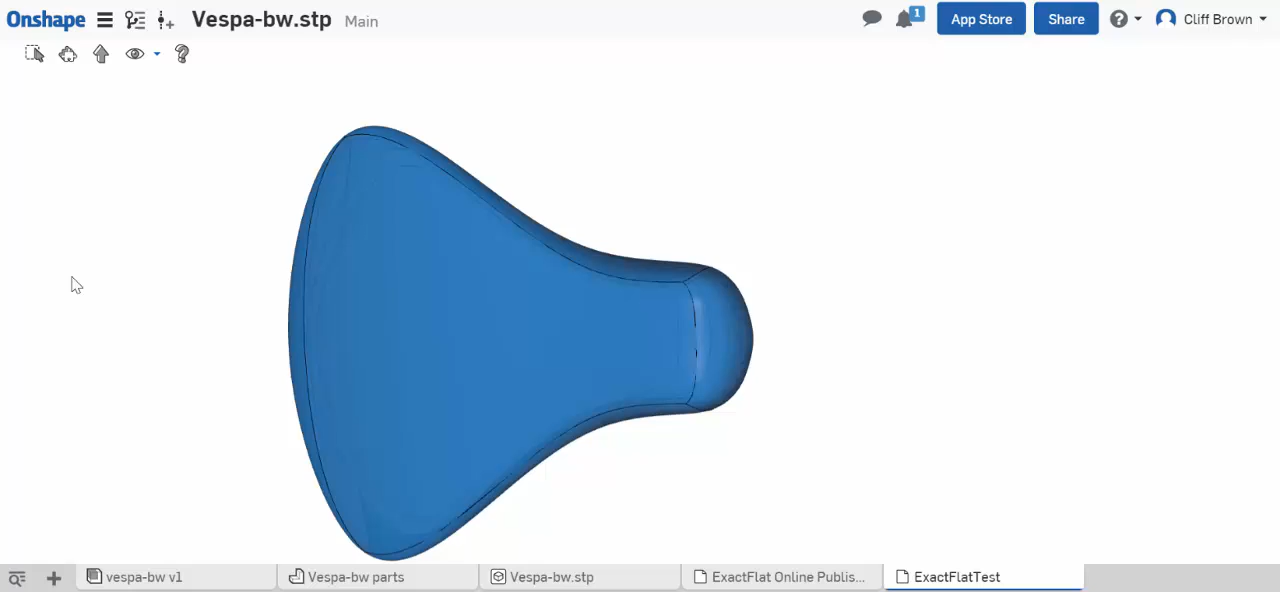 Onshape Vespa-bw.stp Main 1 App Store Share Cliff Brown
vespa-bw v1 Vespa-bw parts Vespa-bw.stp ExactFlat Online Publis... ExactFlatTest